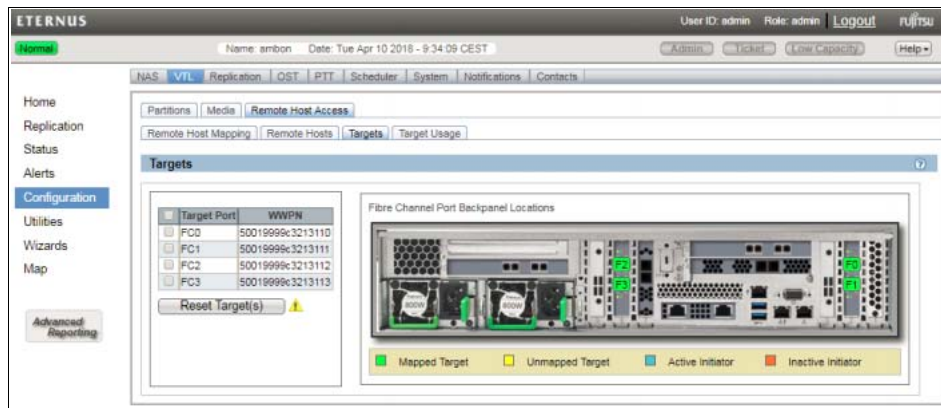 ETERNUS
User ID: admin Role: admin Logout FUJITSU
Normal Name: ambon Date: Tue Apr 10 2018 - 9:34:09 CEST Admin Ticket Low Capacity Help
NAS VTL Replication OST PTT Scheduler System Notifications Contacts
Home
Replication
Status
Alerts
Configuration
Utilities
Wizards
Map
Advanced
Reporting
Partitions Media Remote Host Access
Remote Host Mapping Remote Hosts Targets Target Usage
Targets ?
Target Port WWPN
FC0 50019999c3213110
FC1 50019999c3213111
FC2 50019999c3213112
FC3 50019999c3213113
Reset Target(s)
Fibre Channel Port Backpanel Locations
F2 F0
F3 F1
800W 800W
Mapped Target Unmapped Target Active Initiator Inactive Initiator